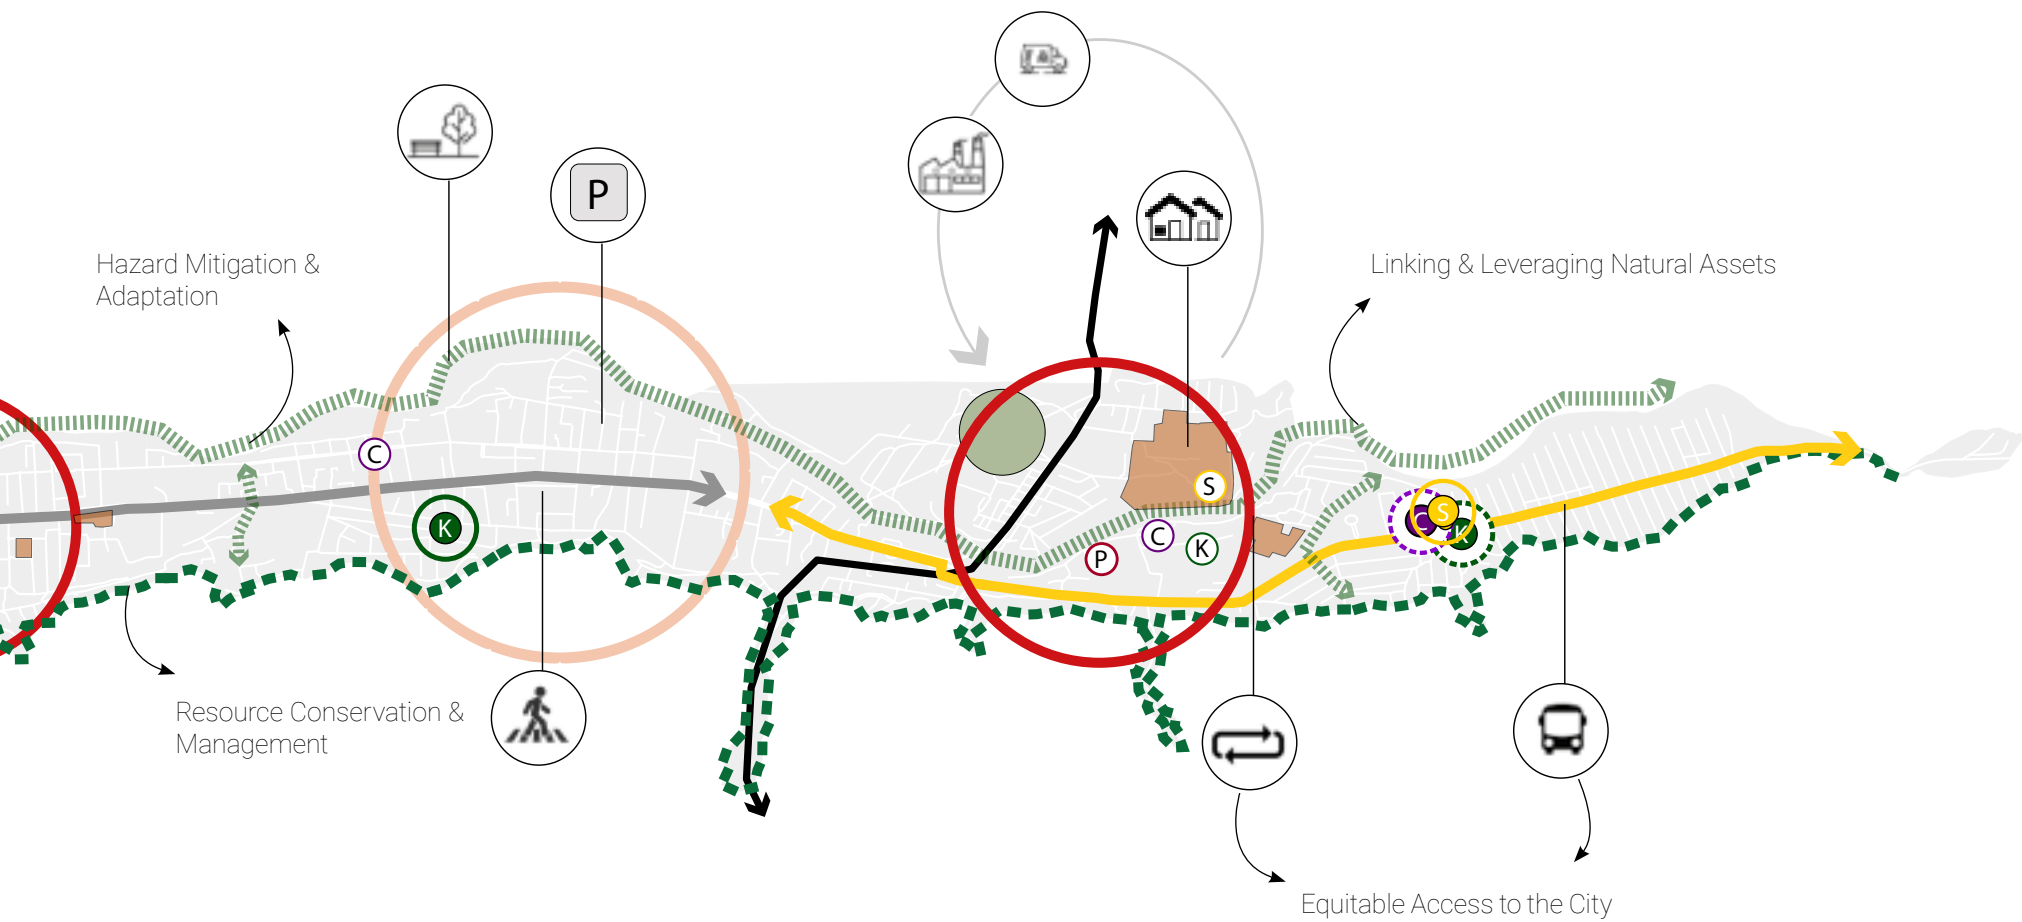 P
Hazard Mitigation &
Adaptation
Linking & Leveraging Natural Assets
C
S
K
C
S
K
P
C
K
Resource Conservation &
Management
Equitable Access to the City